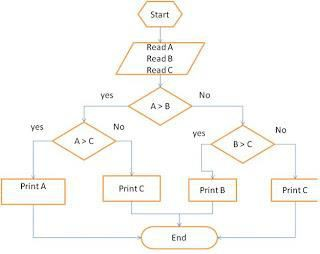 Start
Read A
Read B
Read C
yes
A > B
No
yes
A > C
No
yes
B > C
No
Print A
Print C
Print B
Print C
End